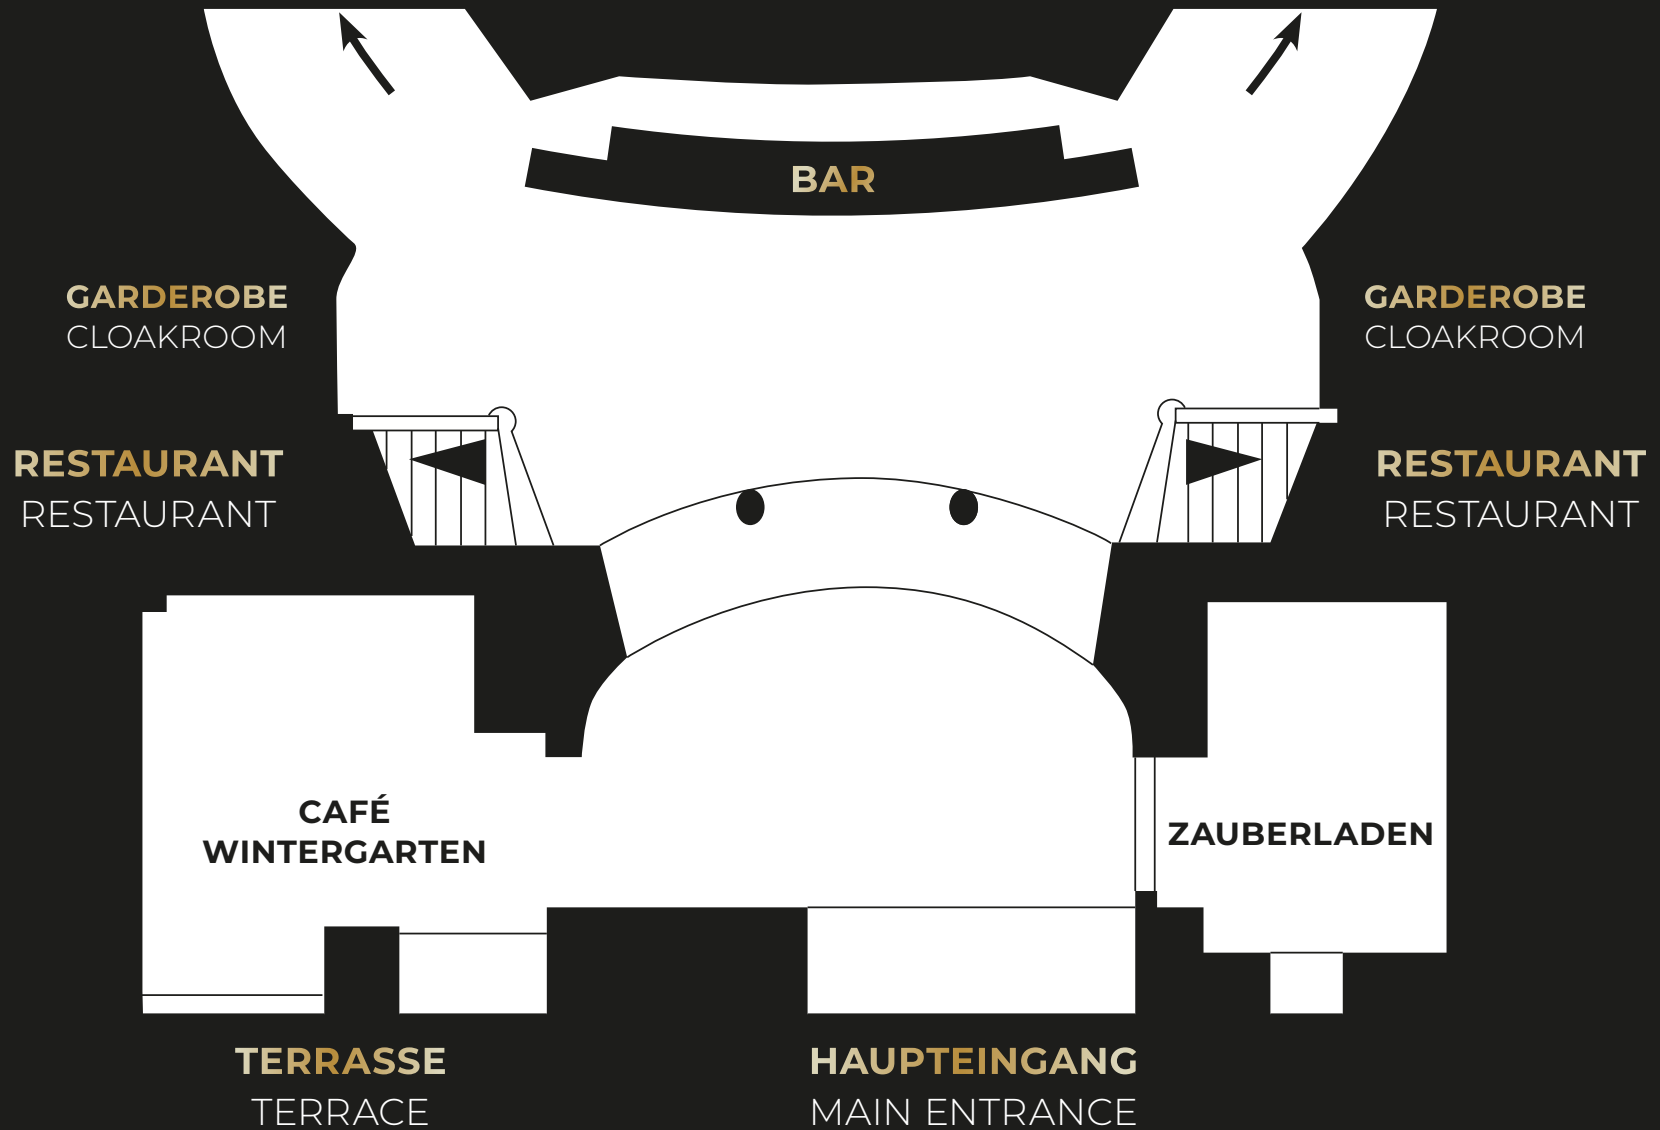 BAR
GARDEROBE
CLOAKROOM
GARDEROBE
CLOAKROOM
RESTAURANT
RESTAURANT
RESTAURANT
RESTAURANT
CAFÉ
WINTERGARTEN
ZAUBERLADEN
TERRASSE
TERRACE
HAUPTEINGANG
MAIN ENTRANCE